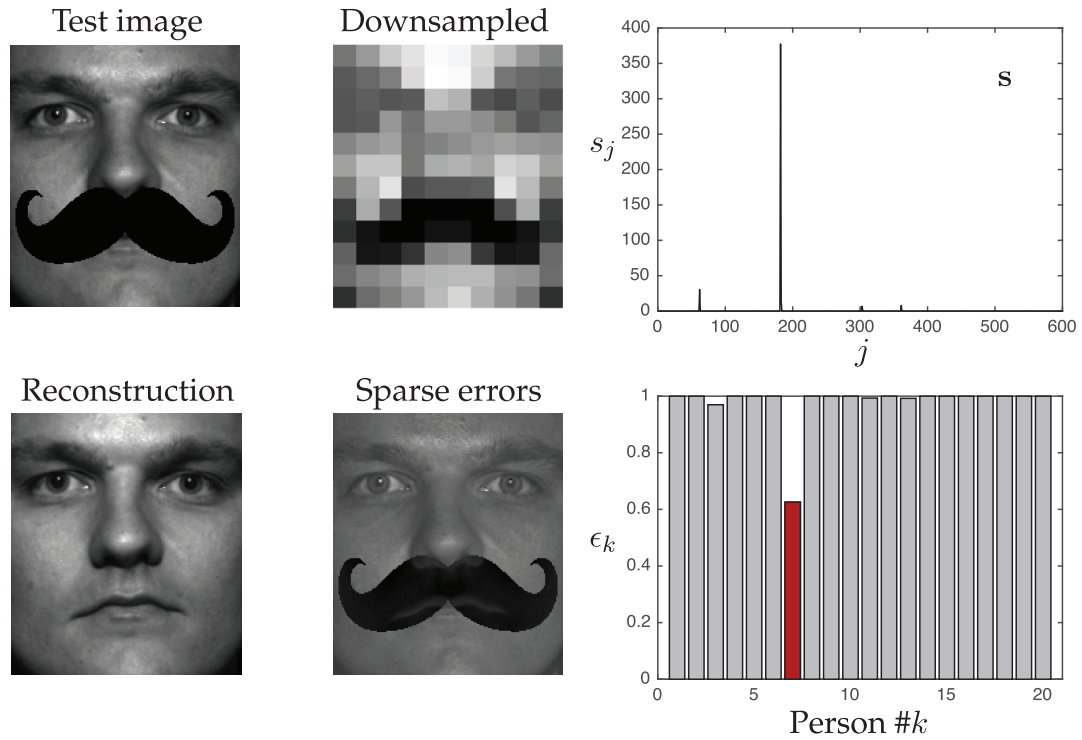 Test image
Downsampled
400
350
300
250
200
150
100
50
0
s_j
s
0 100 200 300 400 500 600
j
Reconstruction
Sparse errors
1
0.8
0.6
0.4
0.2
0
ϵ_k
0 5 10 15 20
Person #k